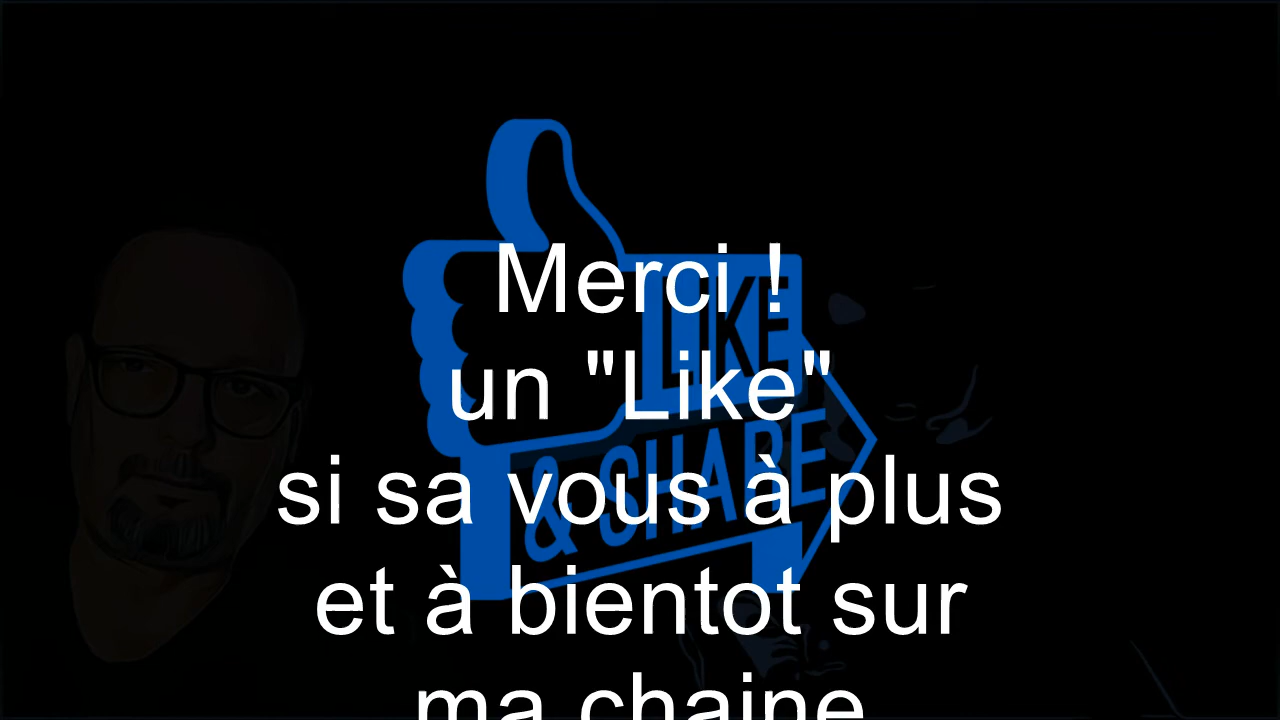 Merci !
un "Like"
si sa vous à plus
et à bientot sur
ma chaine
LIKE
& SHARE